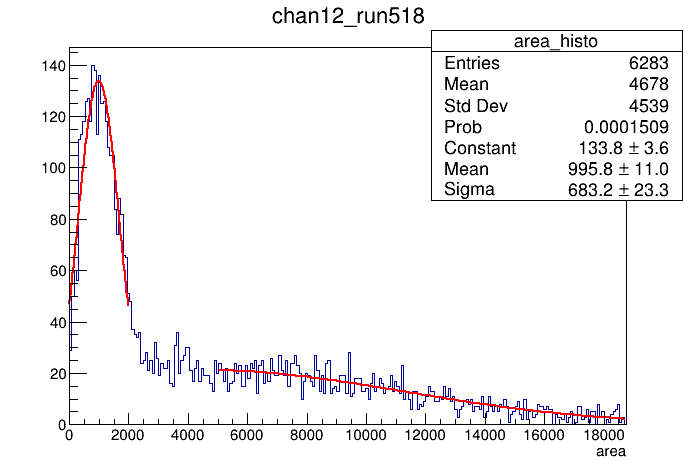 chan12_run518
area_histo
Entries 6283
Mean 4678
Std Dev 4539
Prob 0.0001509
Constant 133.8 ± 3.6
Mean 995.8 ± 11.0
Sigma 683.2 ± 23.3
140
120
100
80
60
40
20
0
0 2000 4000 6000 8000 10000 12000 14000 16000 18000
area